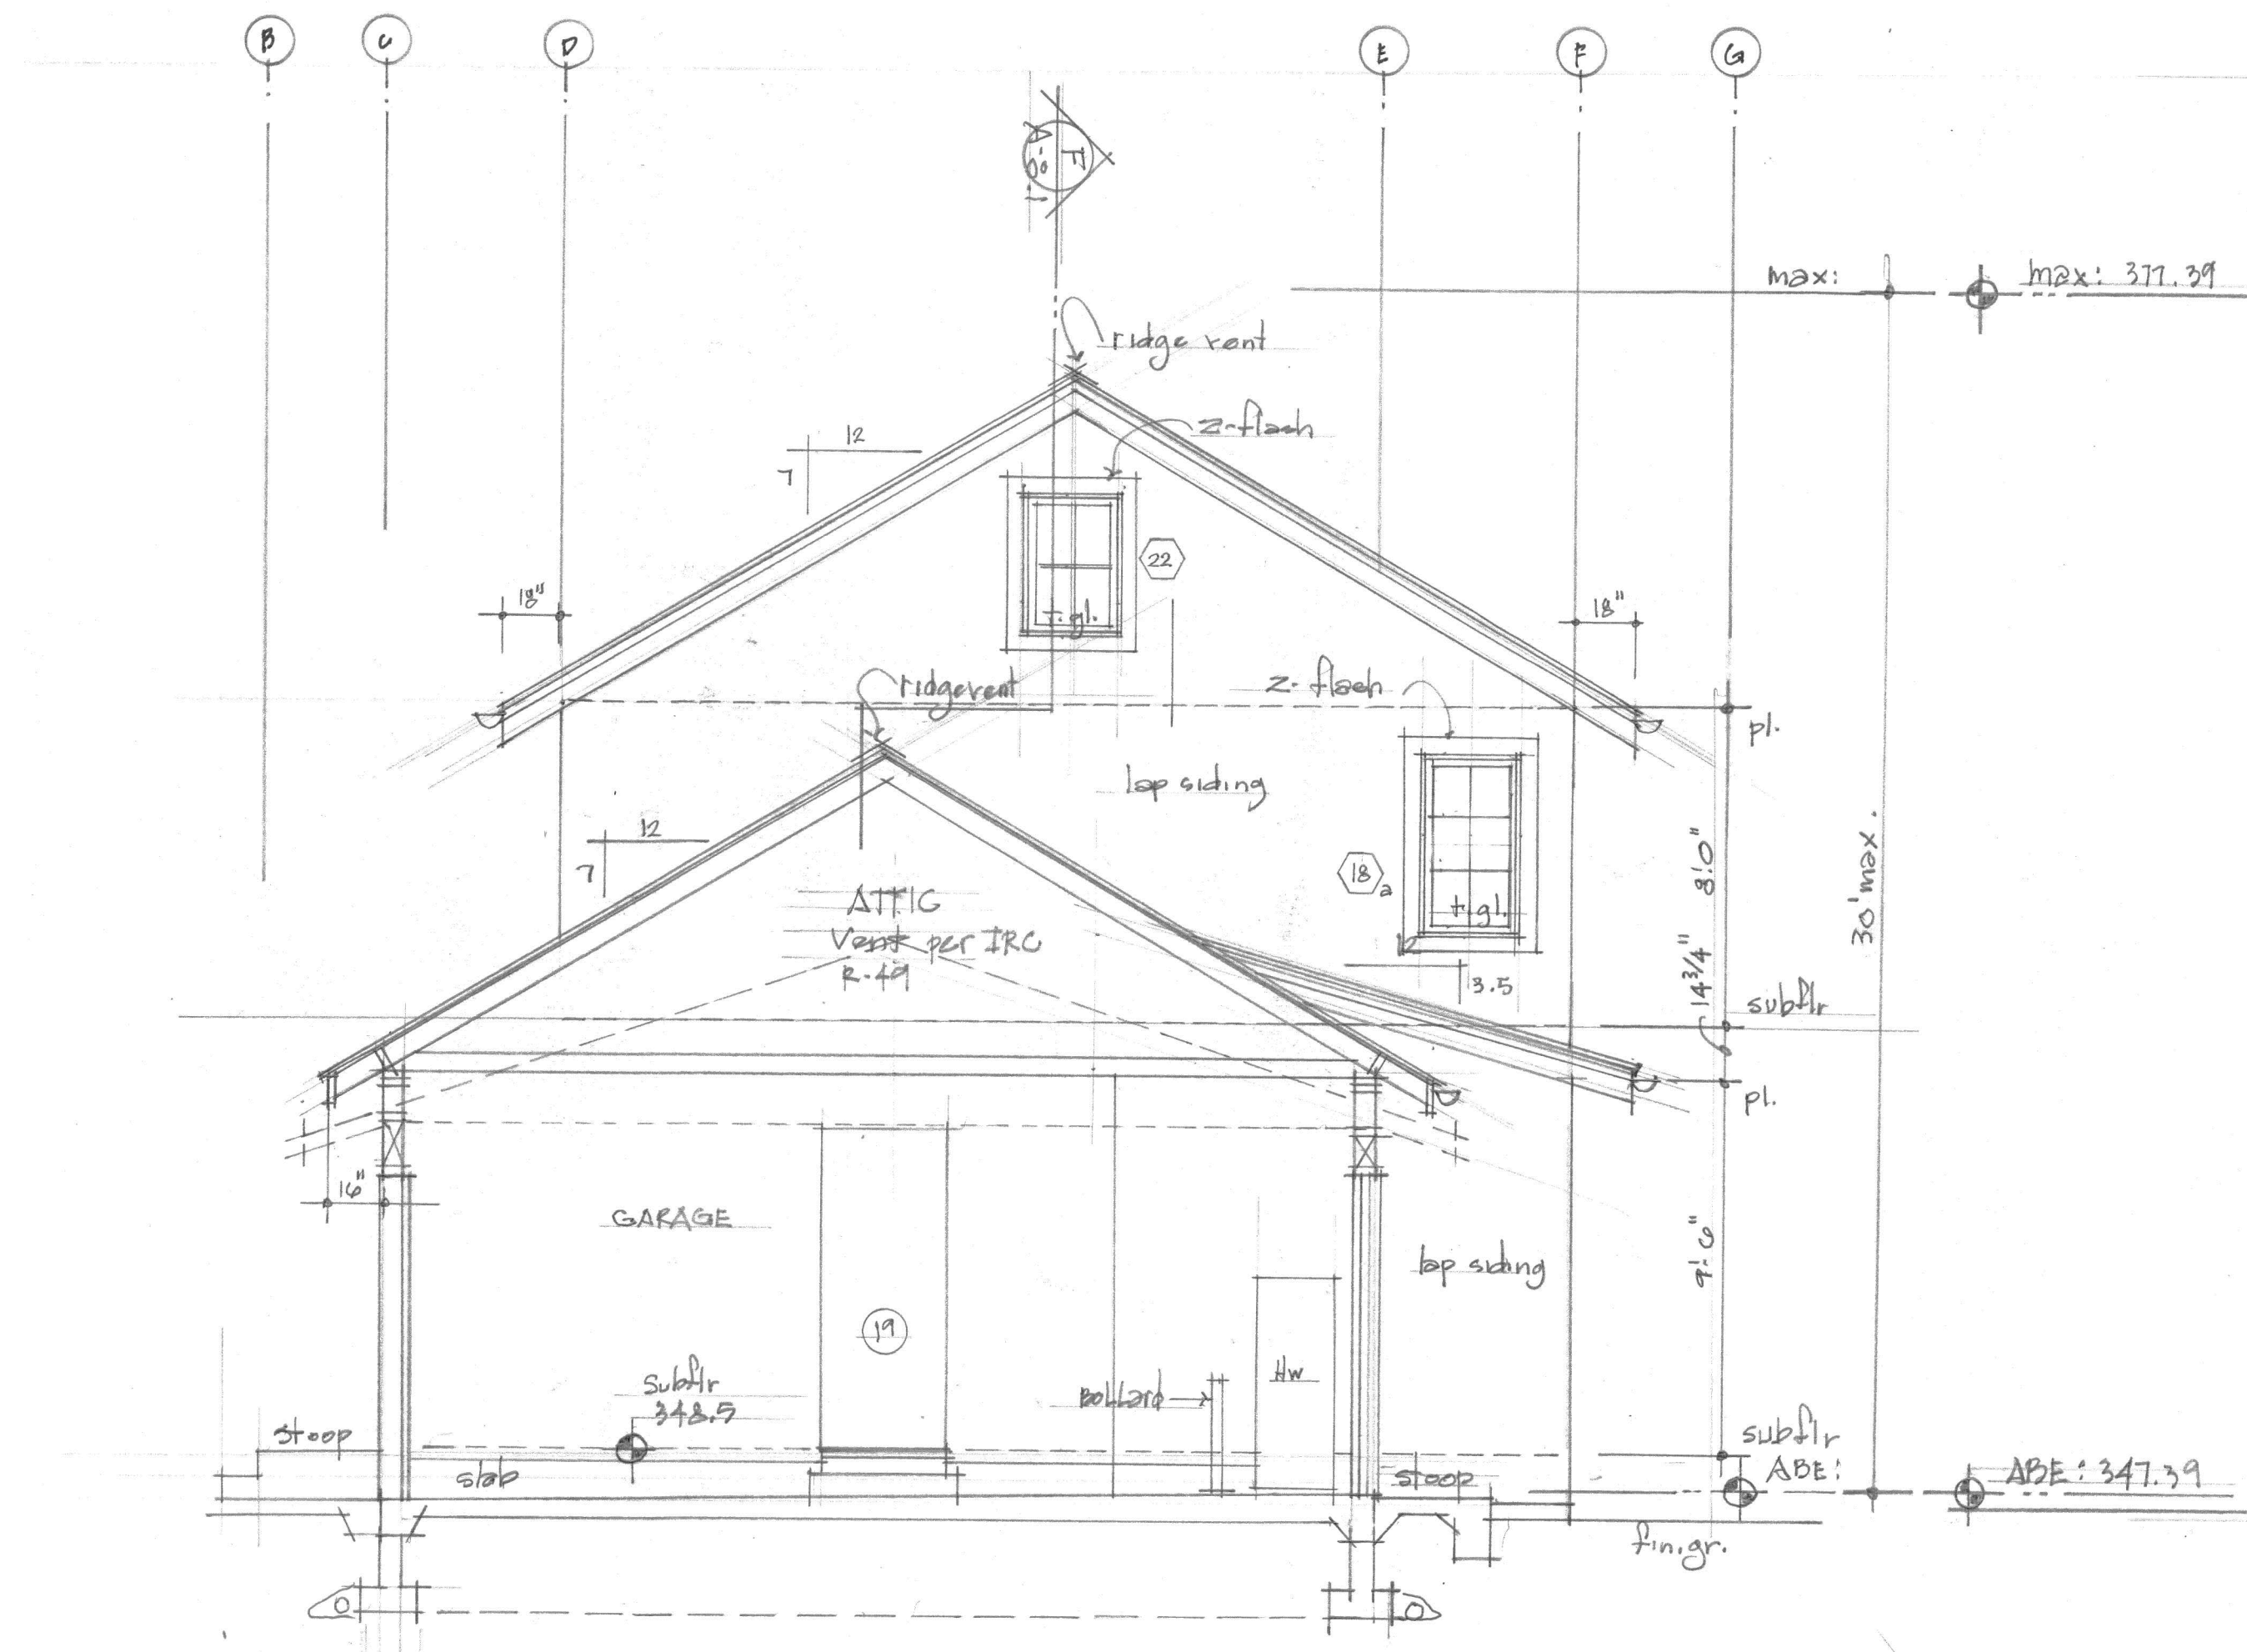 B
C
D
E
F
G
max:
max: 377.39
ridge vent
z-flash
12
7
22
t.gl.
18"
18"
ridgevent
z-flash
pl.
lap siding
12
7
18
a
t.gl.
8'.0"
30' max.
ATTIC
Vent per IRC
R-49
12
3.5
14 3/4"
subflr
pl.
16"
GARAGE
lap siding
9'-6"
19
Subflr
348.5
BOLLard
HW
stoop
slab
stoop
subflr
ABE:
ABE: 347.39
fin.gr.